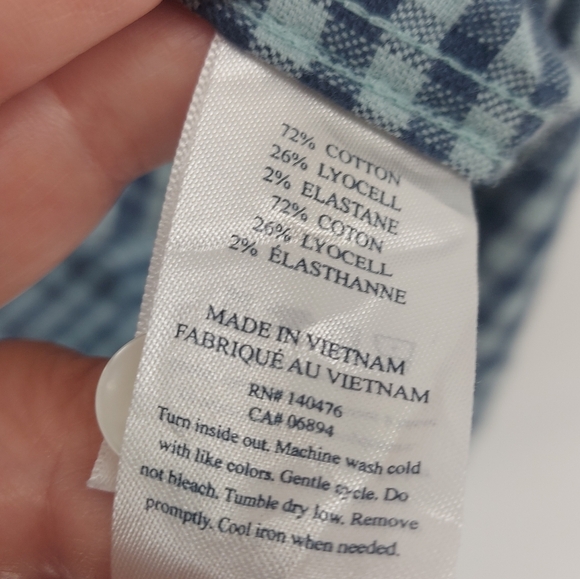 72% COTTON
26% LYOCELL
2% ELASTANE
72% COTON
26% LYOCELL
2% ÉLASTHANNE
MADE IN VIETNAM
FABRIQUÉ AU VIETNAM
RN# 140476
CA# 06894
Turn inside out. Machine wash cold
with like colors. Gentle cycle. Do
not bleach. Tumble dry low. Remove
promptly. Cool iron when needed.